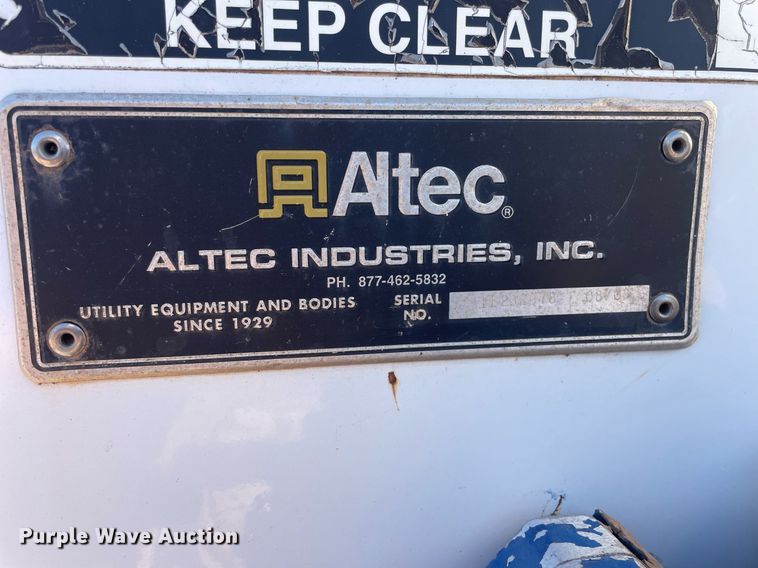 KEEP CLEAR
Altec®
ALTEC INDUSTRIES, INC.
PH. 877-462-5832
UTILITY EQUIPMENT AND BODIES
SINCE 1929
SERIAL
NO.
Purple Wave Auction